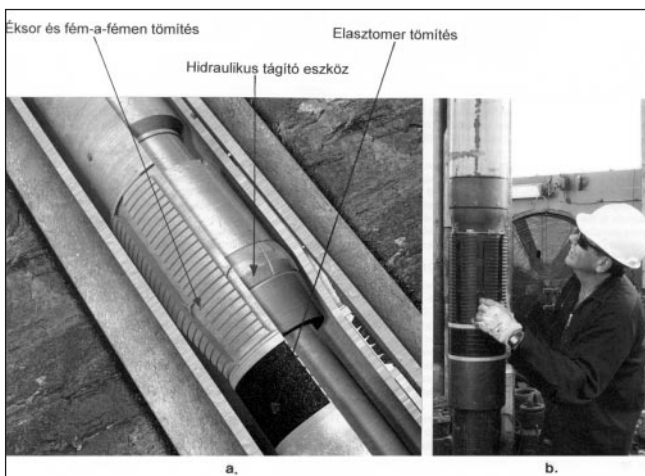 Éksor és fém-a-fémen tömítés
Elasztomer tömítés
Hidraulikus tágító eszköz
a.
b.